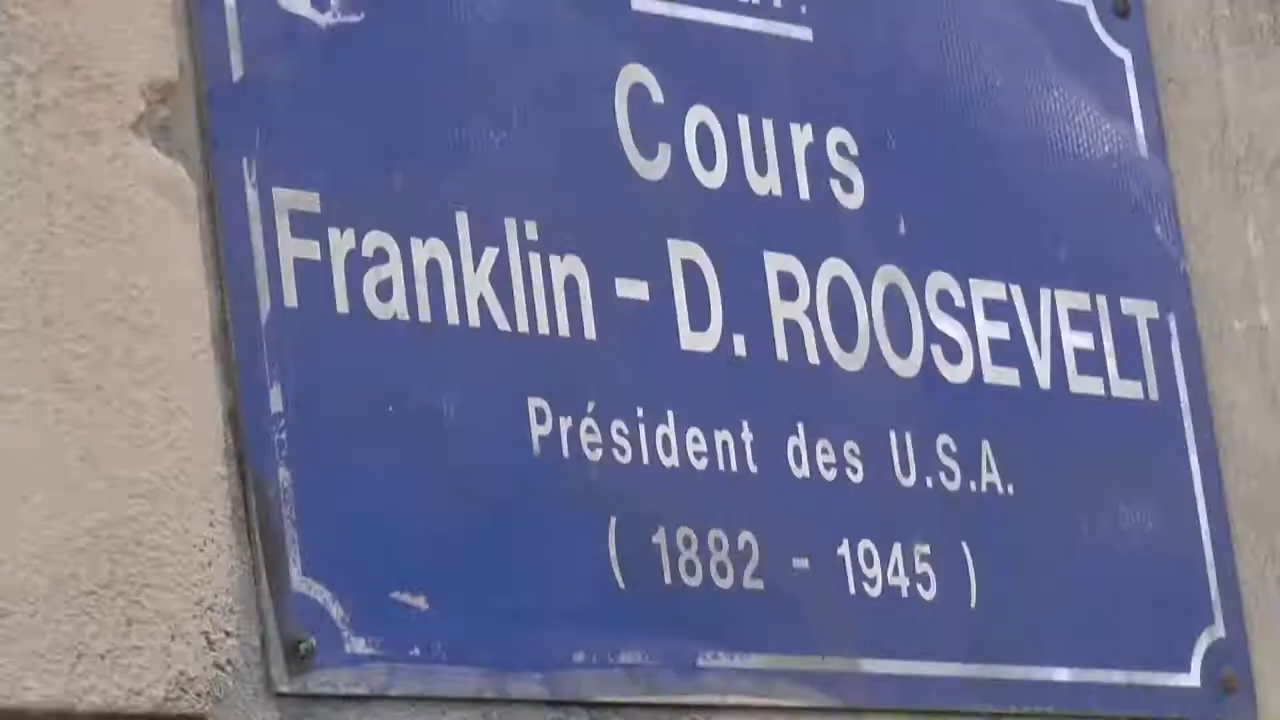 Cours
Franklin - D. ROOSEVELT
Président des U.S.A.
( 1882 - 1945 )